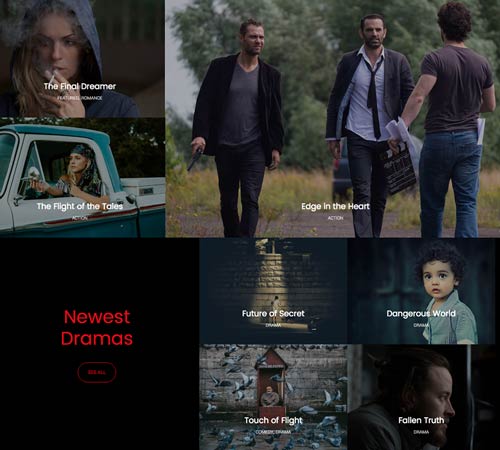 The Final Dreamer
FEATURED, ROMANCE
The Flight of the Tales
ACTION
Edge in the Heart
ACTION
Newest
Dramas
SEE ALL
Future of Secret
DRAMA
Dangerous World
DRAMA
Touch of Flight
COMEDY, DRAMA
Fallen Truth
DRAMA